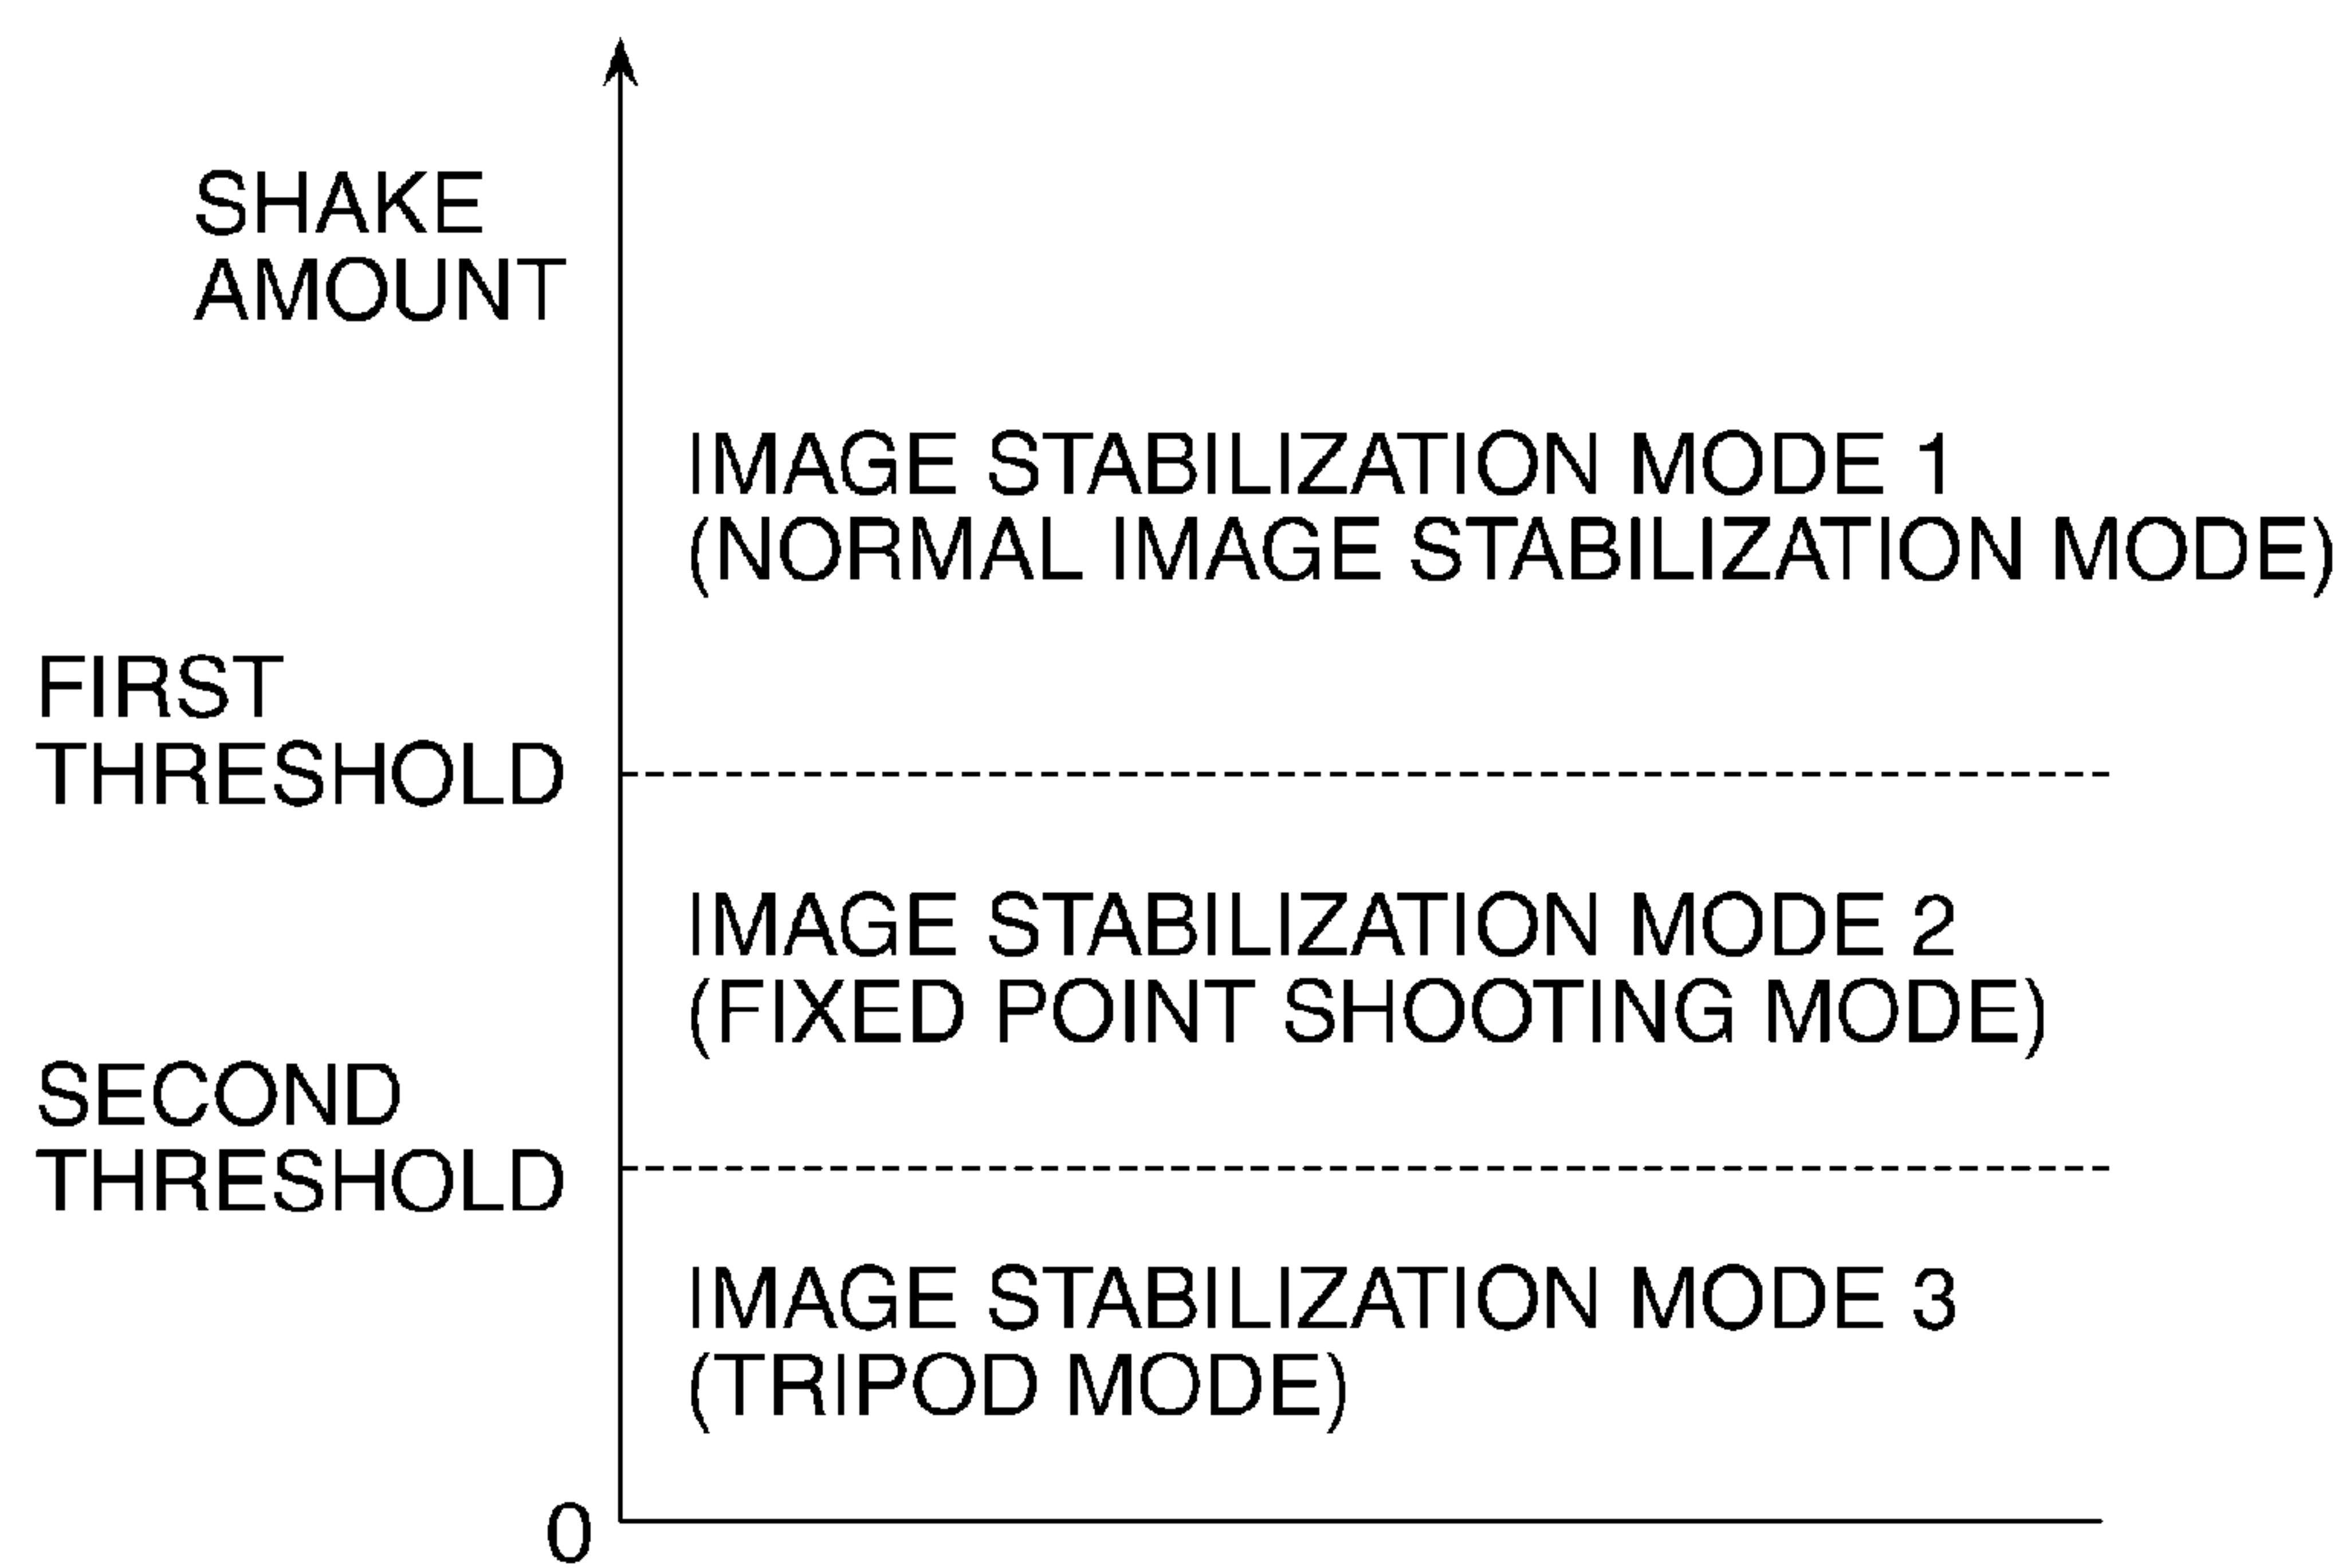 SHAKE
AMOUNT
IMAGE STABILIZATION MODE 1
(NORMAL IMAGE STABILIZATION MODE)
FIRST
THRESHOLD
IMAGE STABILIZATION MODE 2
(FIXED POINT SHOOTING MODE)
SECOND
THRESHOLD
IMAGE STABILIZATION MODE 3
(TRIPOD MODE)
0